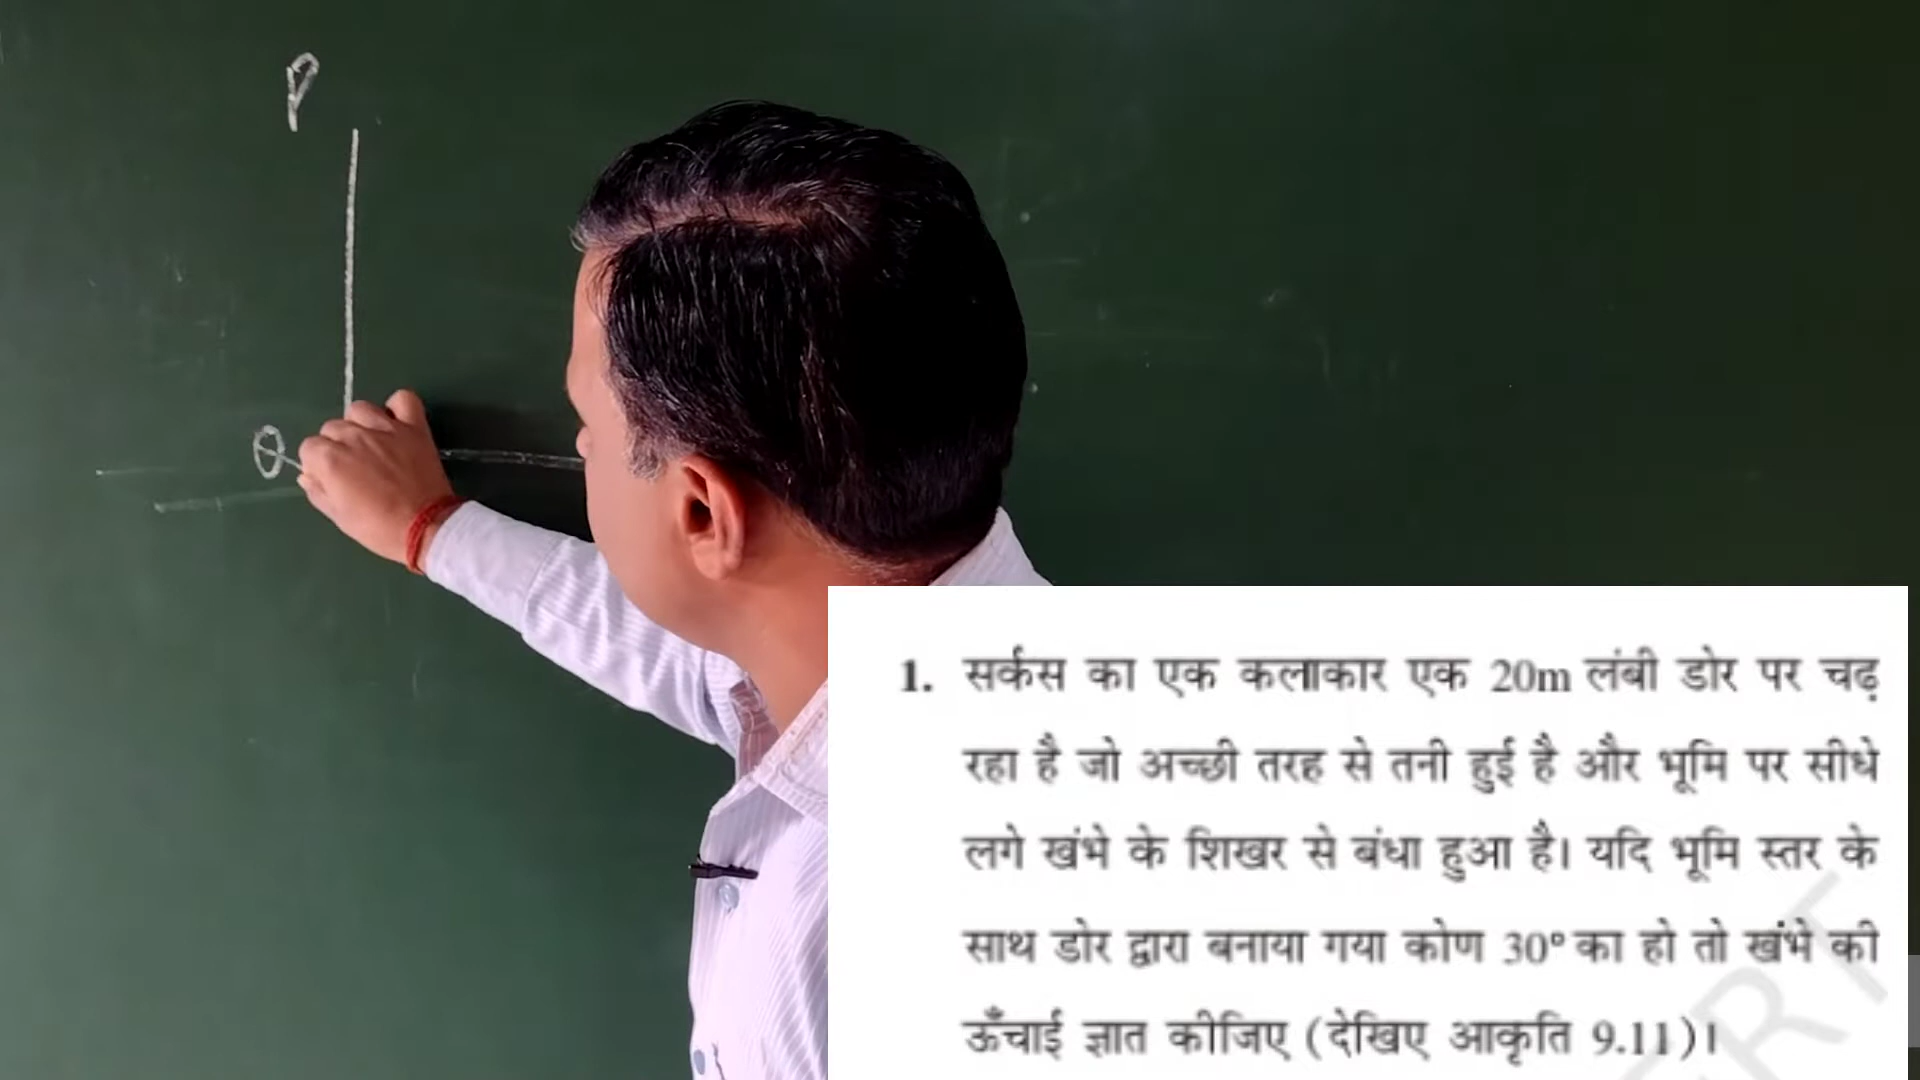 P
Q
1. सर्कस का एक कलाकार एक 20m लंबी डोर पर चढ़
रहा है जो अच्छी तरह से तनी हुई है और भूमि पर सीधे
लगे खंभे के शिखर से बंधा हुआ है। यदि भूमि स्तर के
साथ डोर द्वारा बनाया गया कोण 30° का हो तो खंभे की
ऊँचाई ज्ञात कीजिए (देखिए आकृति 9.11)।